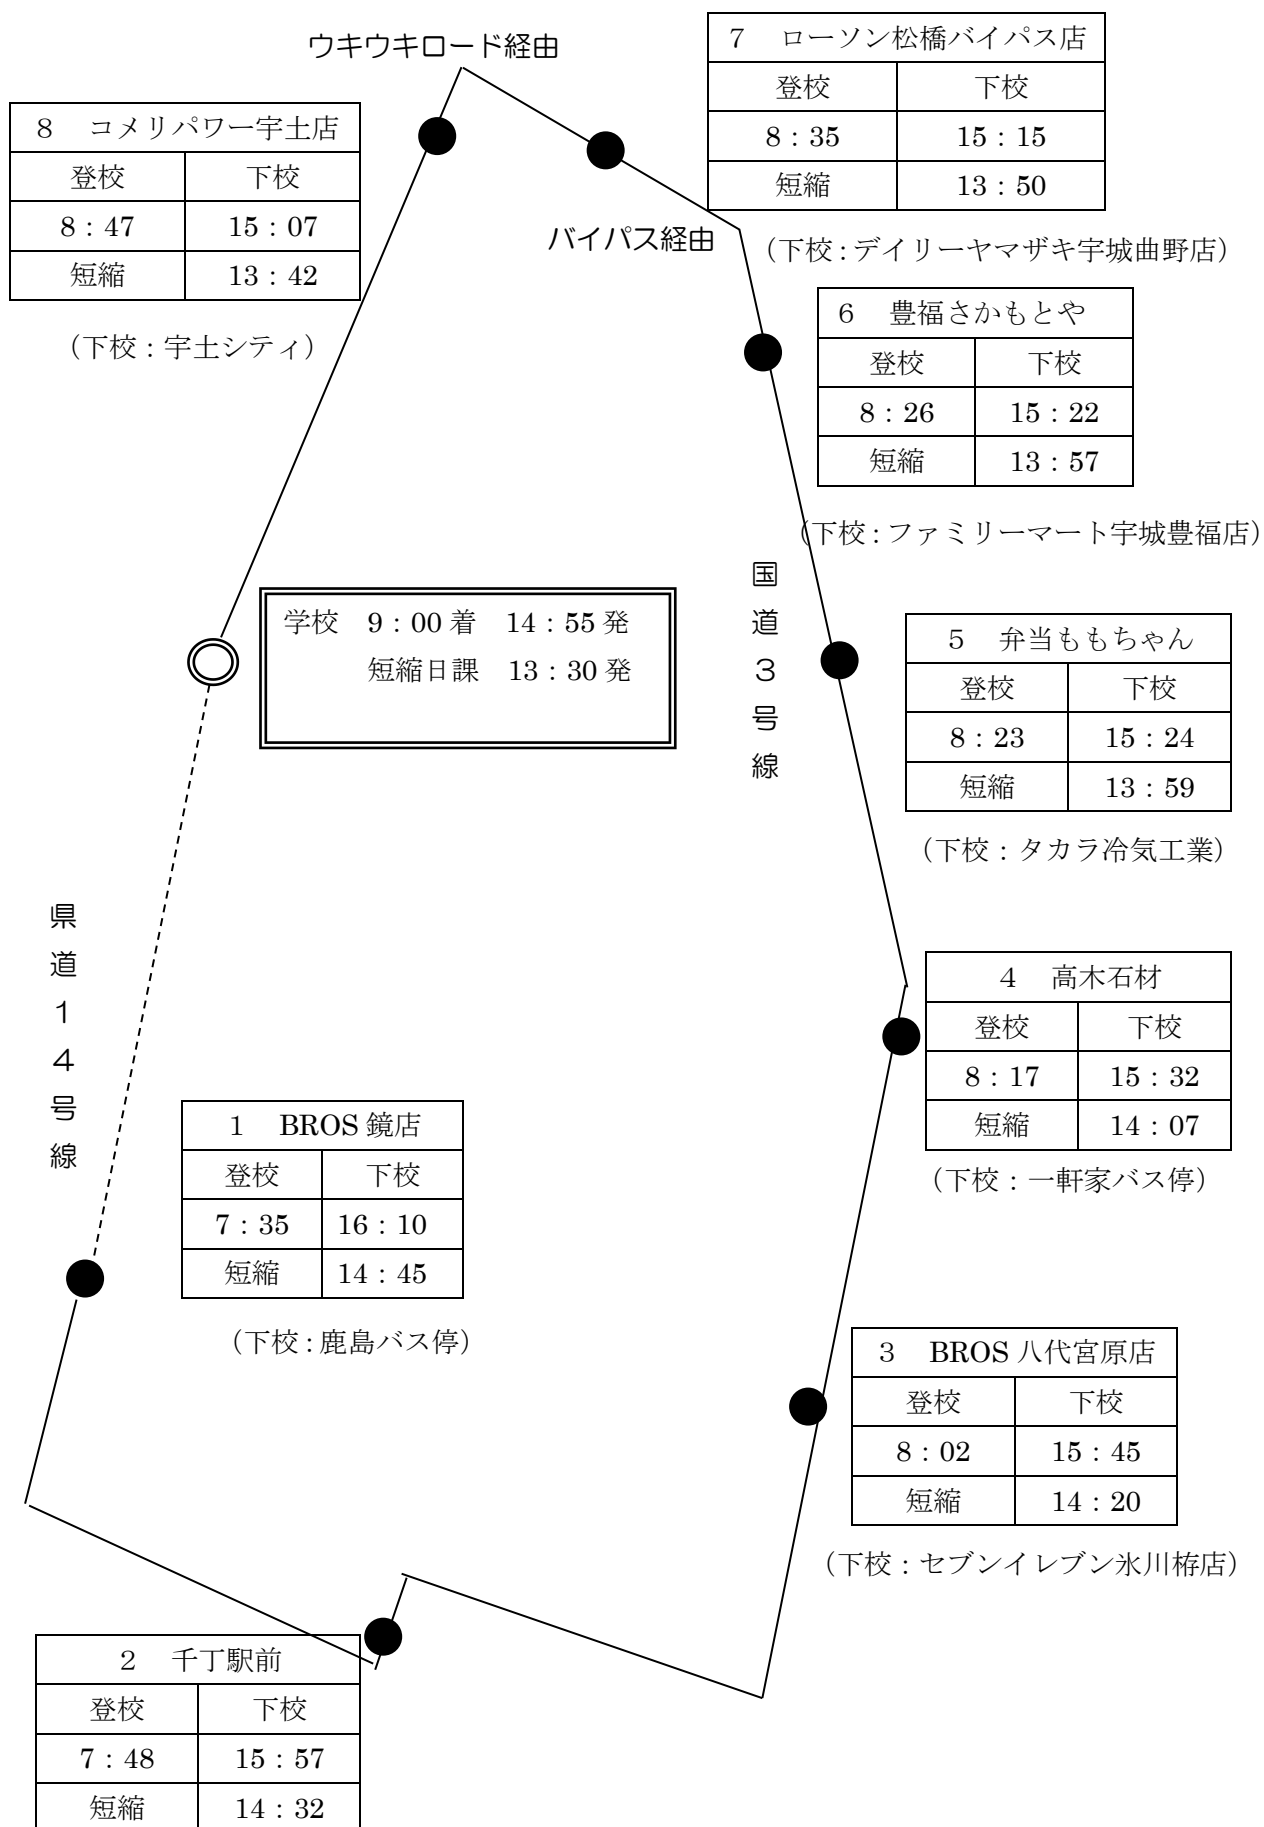 ウキウキロード経由
7 ローソン松橋バイパス店
登校 下校
8：35 15：15
短縮 13：50
（下校：デイリーヤマザキ宇城曲野店）
8 コメリパワー宇土店
登校 下校
8：47 15：07
短縮 13：42
（下校：宇土シティ）
バイパス経由
6 豊福さかもとや
登校 下校
8：26 15：22
短縮 13：57
（下校：ファミリーマート宇城豊福店）
国道３号線
学校 9：00着 14：55発
短縮日課 13：30発
5 弁当ももちゃん
登校 下校
8：23 15：24
短縮 13：59
（下校：タカラ冷気工業）
県道１４号線
4 高木石材
登校 下校
8：17 15：32
短縮 14：07
（下校：一軒家バス停）
1 BROS鏡店
登校 下校
7：35 16：10
短縮 14：45
（下校：鹿島バス停）
3 BROS八代宮原店
登校 下校
8：02 15：45
短縮 14：20
（下校：セブンイレブン氷川栫店）
2 千丁駅前
登校 下校
7：48 15：57
短縮 14：32